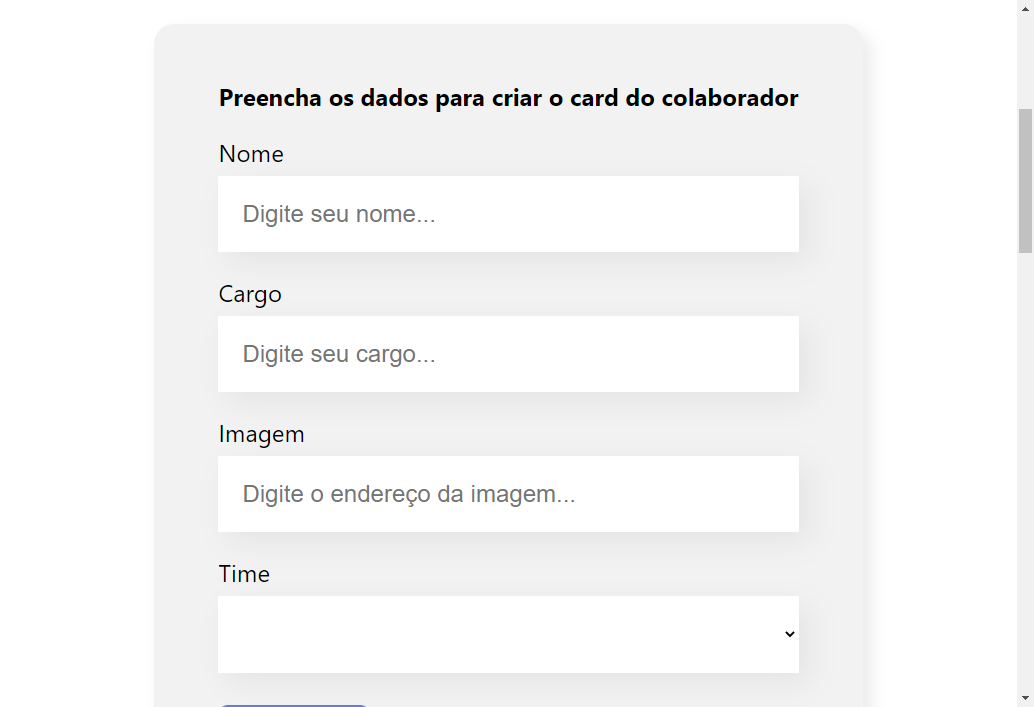 Preencha os dados para criar o card do colaborador
Nome
Digite seu nome...
Cargo
Digite seu cargo...
Imagem
Digite o endereço da imagem...
Time